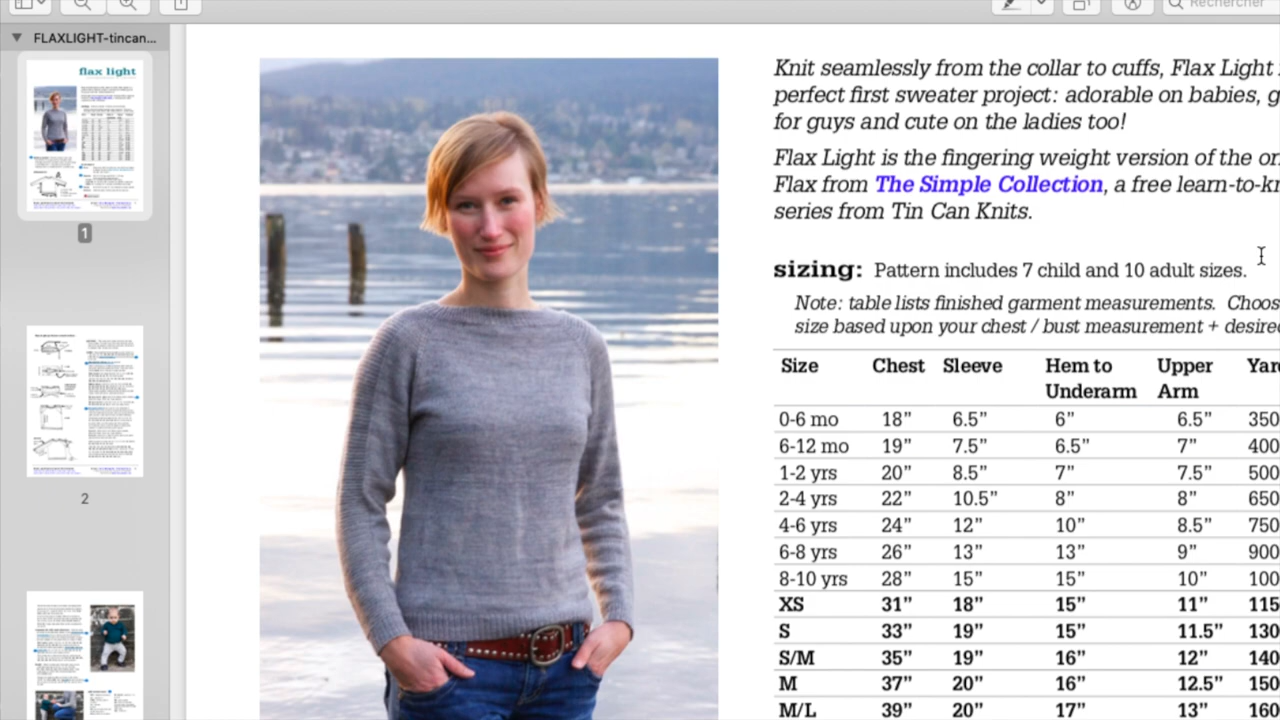 Rechercher
FLAXLIGHT-tincan...
flax light
1
2
Knit seamlessly from the collar to cuffs, Flax Light
perfect first sweater project: adorable on babies, g
for guys and cute on the ladies too!
Flax Light is the fingering weight version of the or
Flax from The Simple Collection, a free learn-to-kn
series from Tin Can Knits.
sizing: Pattern includes 7 child and 10 adult sizes.
Note: table lists finished garment measurements. Choos
size based upon your chest / bust measurement + desire
Size Chest Sleeve Hem to Underarm Upper Arm Yar
0-6 mo 18” 6.5” 6” 6.5” 350
6-12 mo 19” 7.5” 6.5” 7” 400
1-2 yrs 20” 8.5” 7” 7.5” 500
2-4 yrs 22” 10.5” 8” 8” 650
4-6 yrs 24” 12” 10” 8.5” 750
6-8 yrs 26” 13” 13” 9” 900
8-10 yrs 28” 15” 15” 10” 100
XS 31” 18” 15” 11” 115
S 33” 19” 15” 11.5” 130
S/M 35” 19” 16” 12” 140
M 37” 20” 16” 12.5” 150
M/L 39” 20” 17” 13” 160